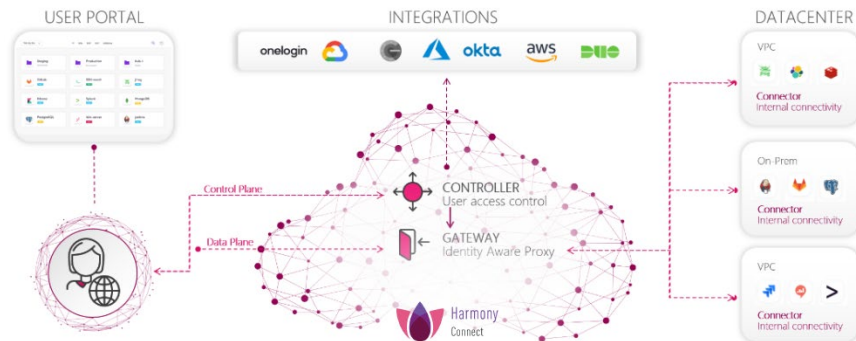 USER PORTAL
INTEGRATIONS
DATACENTER
onelogin
okta
aws
DUO
VPC
Connector
Internal connectivity
Control Plane
CONTROLLER
User access control
On-Prem
Connector
Internal connectivity
Data Plane
GATEWAY
Identity Aware Proxy
VPC
Connector
Internal connectivity
Harmony
Connect